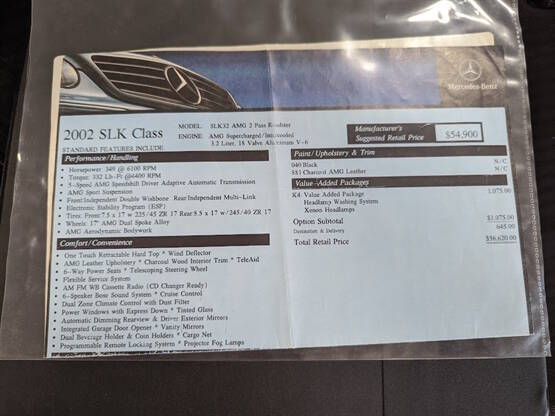 Mercedes-Benz
2002 SLK Class
MODEL: SLK32 AMG 2 Pass Roadster
ENGINE: AMG Supercharged/Intercooled
3.2 Liter, 18 Valve Aluminum V-6
Manufacturer's
Suggested Retail Price
$54,900
STANDARD FEATURES INCLUDE:
Performance/Handling
• Horsepower: 349 @ 6100 RPM
• Torque: 332 Lb-Ft @4400 RPM
• 5-Speed AMG Speedshift Driver Adaptive Automatic Transmission
• AMG Sport Suspension
• Front:Independent Double Wishbone Rear:Independent Multi-Link
• Electronic Stability Program (ESP)
• Tires: Front:7.5 x 17 w 225/45 ZR 17 Rear:8.5 x 17 w/245/40 ZR 17
• Wheels: 17" AMG Dual Spoke Alloy
• AMG Aerodynamic Bodywork
Comfort/Convenience
• One Touch Retractable Hard Top * Wind Deflector
• AMG Leather Upholstery * Charcoal Wood Interior Trim * TeleAid
• 6-Way Power Seats * Telescoping Steering Wheel
• Flexible Service System
• AM FM WB Cassette Radio (CD Changer Ready)
• 6-Speaker Bose Sound System * Cruise Control
• Dual Zone Climate Control with Dust Filter
• Power Windows with Express Down * Tinted Glass
• Automatic Dimming Rearview & Driver Exterior Mirrors
• Integrated Garage Door Opener * Vanity Mirrors
• Dual Beverage Holder & Coin Holders * Cargo Net
• Programmable Remote Locking System * Projector Fog Lamps
Paint/Upholstery & Trim
040 Black N/C
881 Charcoal AMG Leather N/C
Value-Added Packages
K4 Value Added Package 1,075.00
Headlamp Washing System
Xenon Headlamps
Option Subtotal $1,075.00
Destination & Delivery 645.00
Total Retail Price $56,620.00